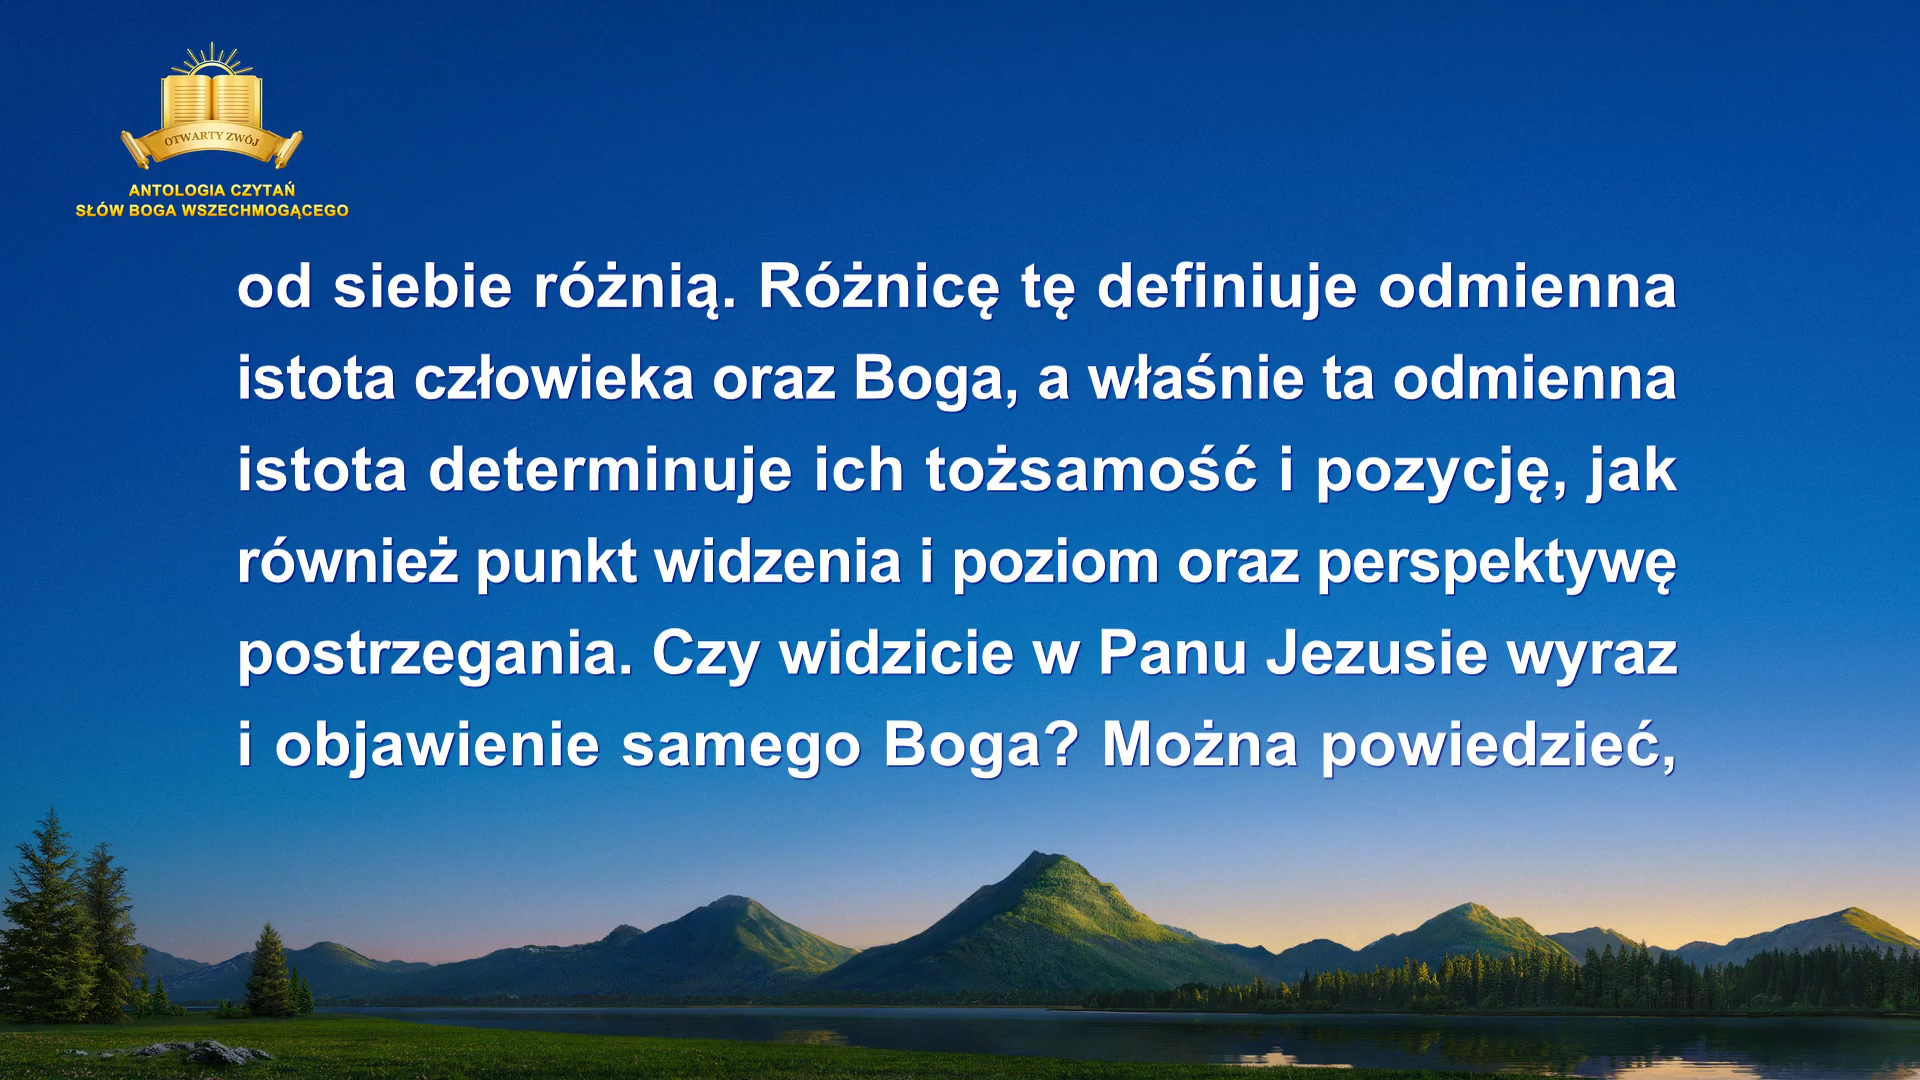 OTWARTY ZWÓJ
ANTOLOGIA CZYTAŃ
SŁÓW BOGA WSZECHMOGĄCEGO
od siebie różnią. Różnicę tę definiuje odmienna
istota człowieka oraz Boga, a właśnie ta odmienna
istota determinuje ich tożsamość i pozycję, jak
również punkt widzenia i poziom oraz perspektywę
postrzegania. Czy widzicie w Panu Jezusie wyraz
i objawienie samego Boga? Można powiedzieć,